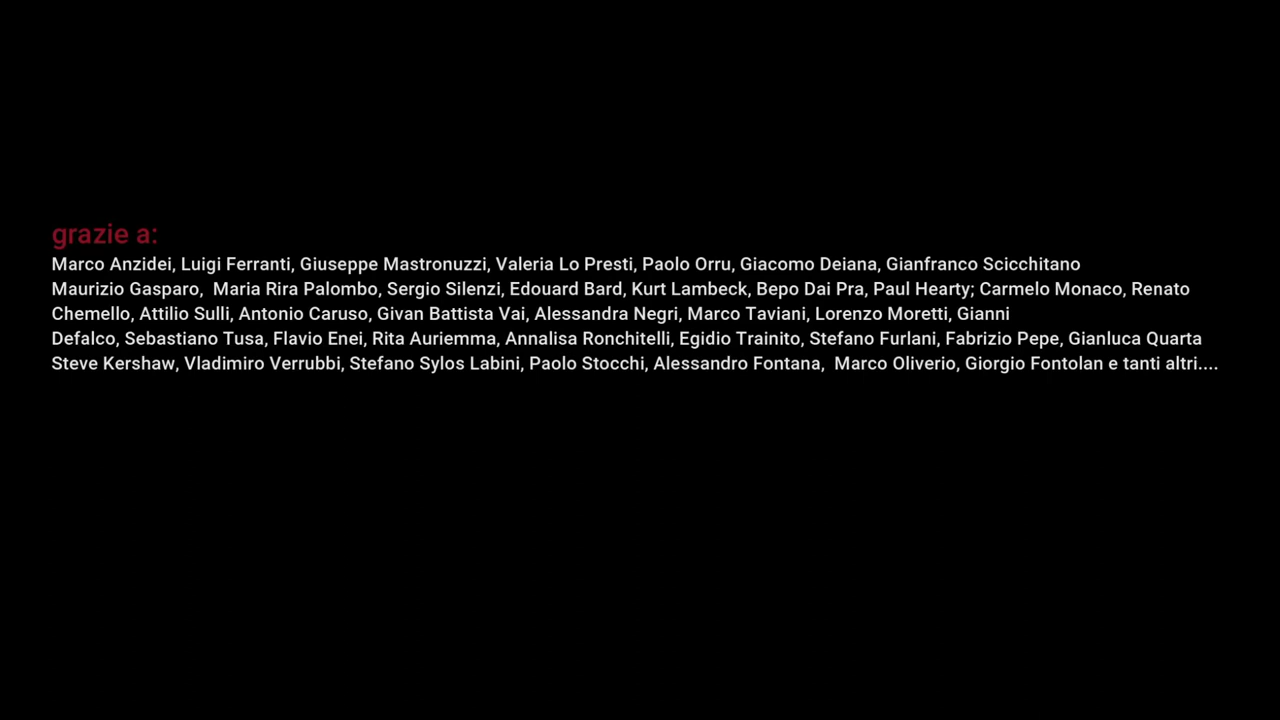 grazie a:
Marco Anzidei, Luigi Ferranti, Giuseppe Mastronuzzi, Valeria Lo Presti, Paolo Orru, Giacomo Deiana, Gianfranco Scicchitano
Maurizio Gasparo,  Maria Rira Palombo, Sergio Silenzi, Edouard Bard, Kurt Lambeck, Bepo Dai Pra, Paul Hearty; Carmelo Monaco, Renato
Chemello, Attilio Sulli, Antonio Caruso, Givan Battista Vai, Alessandra Negri, Marco Taviani, Lorenzo Moretti, Gianni
Defalco, Sebastiano Tusa, Flavio Enei, Rita Auriemma, Annalisa Ronchitelli, Egidio Trainito, Stefano Furlani, Fabrizio Pepe, Gianluca Quarta
Steve Kershaw, Vladimiro Verrubbi, Stefano Sylos Labini, Paolo Stocchi, Alessandro Fontana,  Marco Oliverio, Giorgio Fontolan e tanti altri....